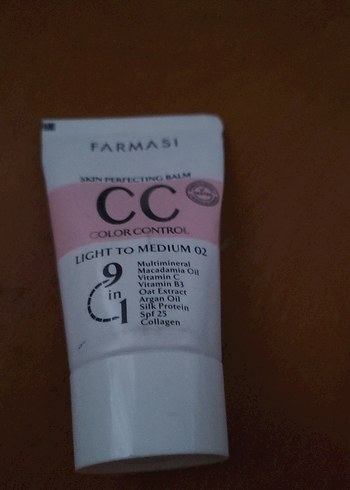 FARMASI
SKIN PERFECTING BALM
CC
COLOR CONTROL
LIGHT TO MEDIUM 02
9
in
1
Multimineral
Macadamia Oil
Vitamin C
Vitamin B3
Oat Extract
Argan Oil
Silk Protein
Spf 25
Collagen